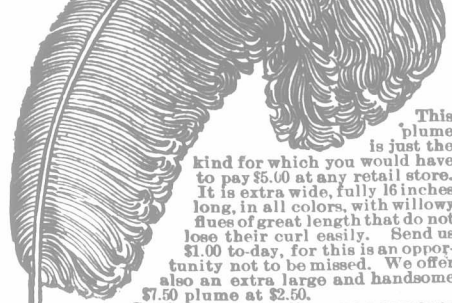 This
plume
is just the
kind for which you would have
to pay $5.00 at any retail store.
It is extra wide, fully 16 inches
long, in all colors, with willowy
flues of great length that do not
lose their curl easily. Send us
$1.00 to-day, for this is an oppor-
tunity not to be missed. We offer
also an extra large and handsome
$7.50 plume at $2.50.